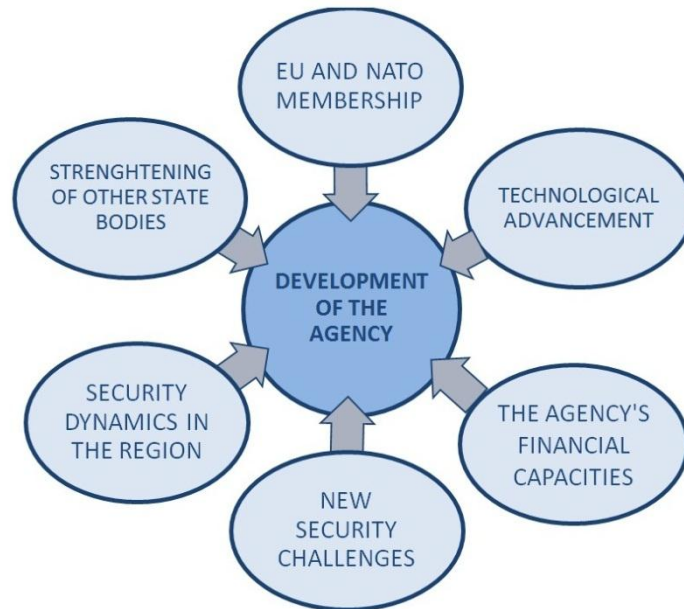 EU AND NATO
MEMBERSHIP
STRENGHTENING
OF OTHER STATE
BODIES
TECHNOLOGICAL
ADVANCEMENT
DEVELOPMENT
OF THE
AGENCY
SECURITY
DYNAMICS IN
THE REGION
THE AGENCY'S
FINANCIAL
CAPACITIES
NEW
SECURITY
CHALLENGES